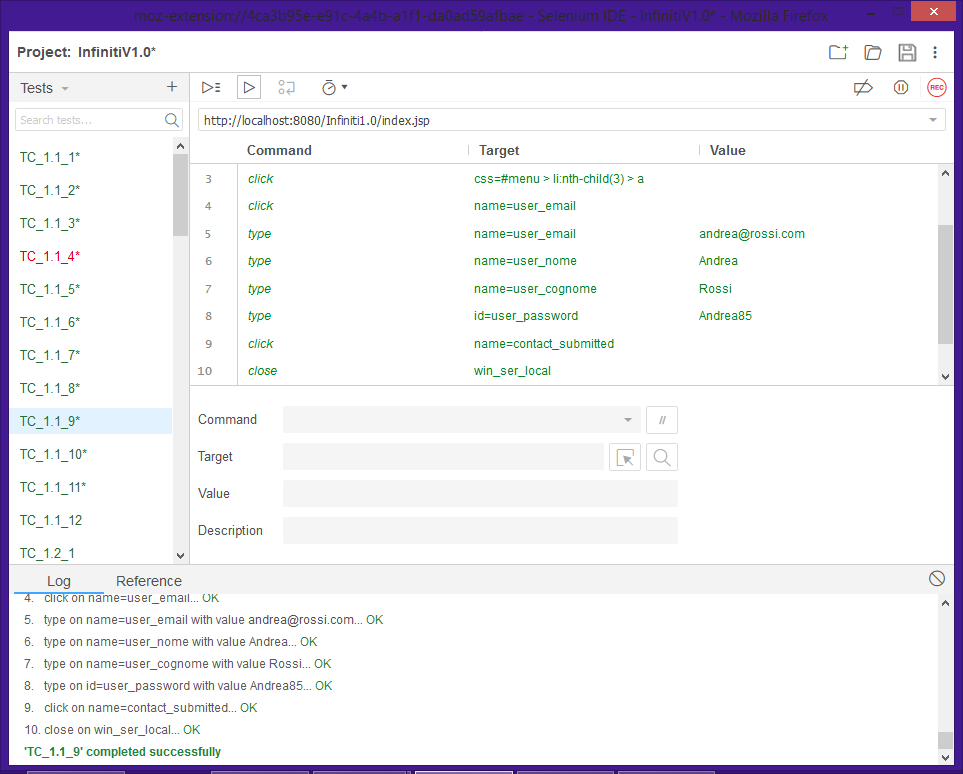 moz-extension://4ca3b95e-e91c-4a4b-a1f1-da0ad59afbae - Selenium IDE - InfinitiV1.0* - Mozilla Firefox
Project: InfinitiV1.0*
Tests
Search tests...
TC_1.1_1*
TC_1.1_2*
TC_1.1_3*
TC_1.1_4*
TC_1.1_5*
TC_1.1_6*
TC_1.1_7*
TC_1.1_8*
TC_1.1_9*
TC_1.1_10*
TC_1.1_11*
TC_1.1_12
TC_1.2_1
REC
http://localhost:8080/Infiniti1.0/index.jsp
Command Target Value
3 click css=#menu > li:nth-child(3) > a
4 click name=user_email
5 type name=user_email andrea@rossi.com
6 type name=user_nome Andrea
7 type name=user_cognome Rossi
8 type id=user_password Andrea85
9 click name=contact_submitted
10 close win_ser_local
Command //
Target
Value
Description
Log Reference
4. click on name=user_email... OK
5. type on name=user_email with value andrea@rossi.com... OK
6. type on name=user_nome with value Andrea... OK
7. type on name=user_cognome with value Rossi... OK
8. type on id=user_password with value Andrea85... OK
9. click on name=contact_submitted... OK
10. close on win_ser_local... OK
'TC_1.1_9' completed successfully